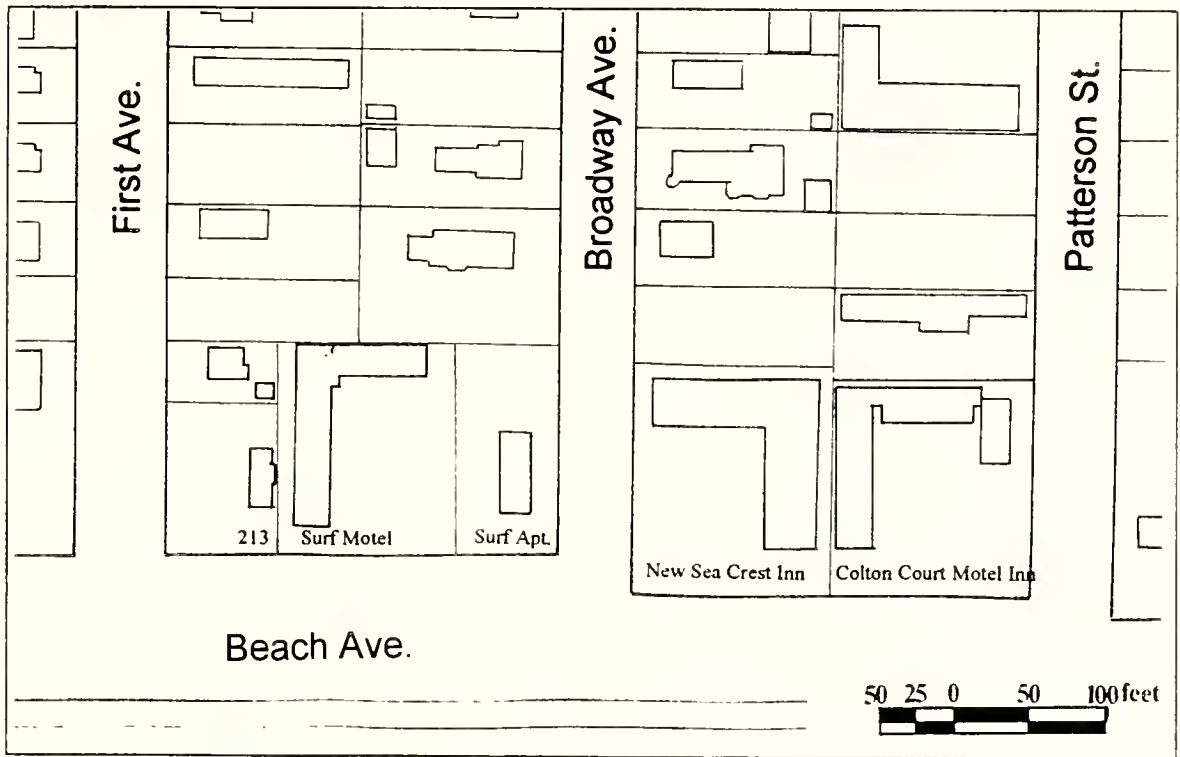 First Ave.
Broadway Ave.
Patterson St.
213
Surf Motel
Surf Apt.
New Sea Crest Inn
Colton Court Motel Inn
Beach Ave.
50 25 0 50 100 feet